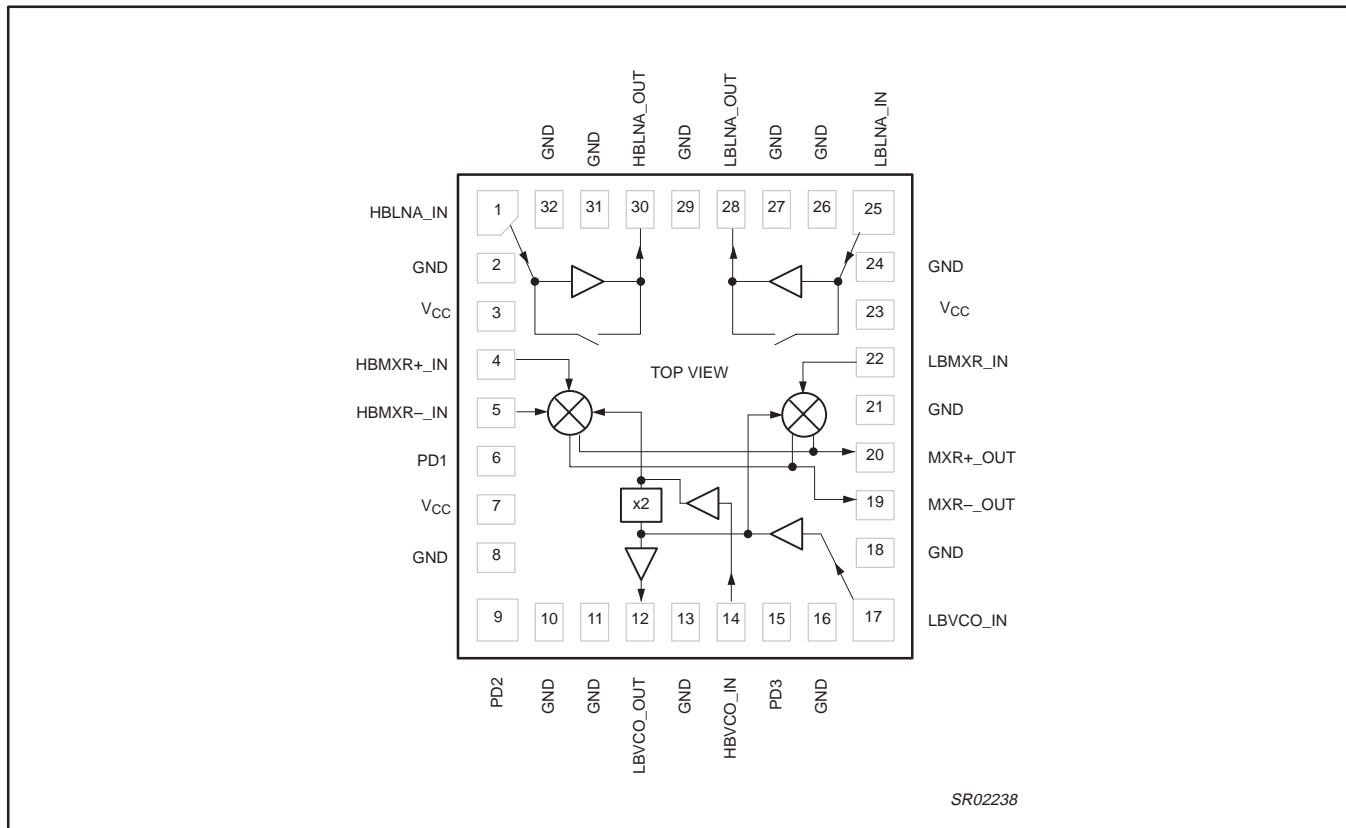 GND
GND
HBLNA_OUT
GND
LBLNA_OUT
GND
GND
LBLNA_IN
HBLNA_IN
1
32
31
30
29
28
27
26
25
GND
2
24
GND
VCC
3
23
VCC
HBMXR+_IN
4
TOP VIEW
22
LBMXR_IN
HBMXR–_IN
5
21
GND
PD1
6
20
MXR+_OUT
VCC
7
x2
19
MXR–_OUT
GND
8
18
GND
9
10
11
12
13
14
15
16
17
LBVCO_IN
PD2
GND
GND
LBVCO_OUT
GND
HBVCO_IN
PD3
GND
SR02238